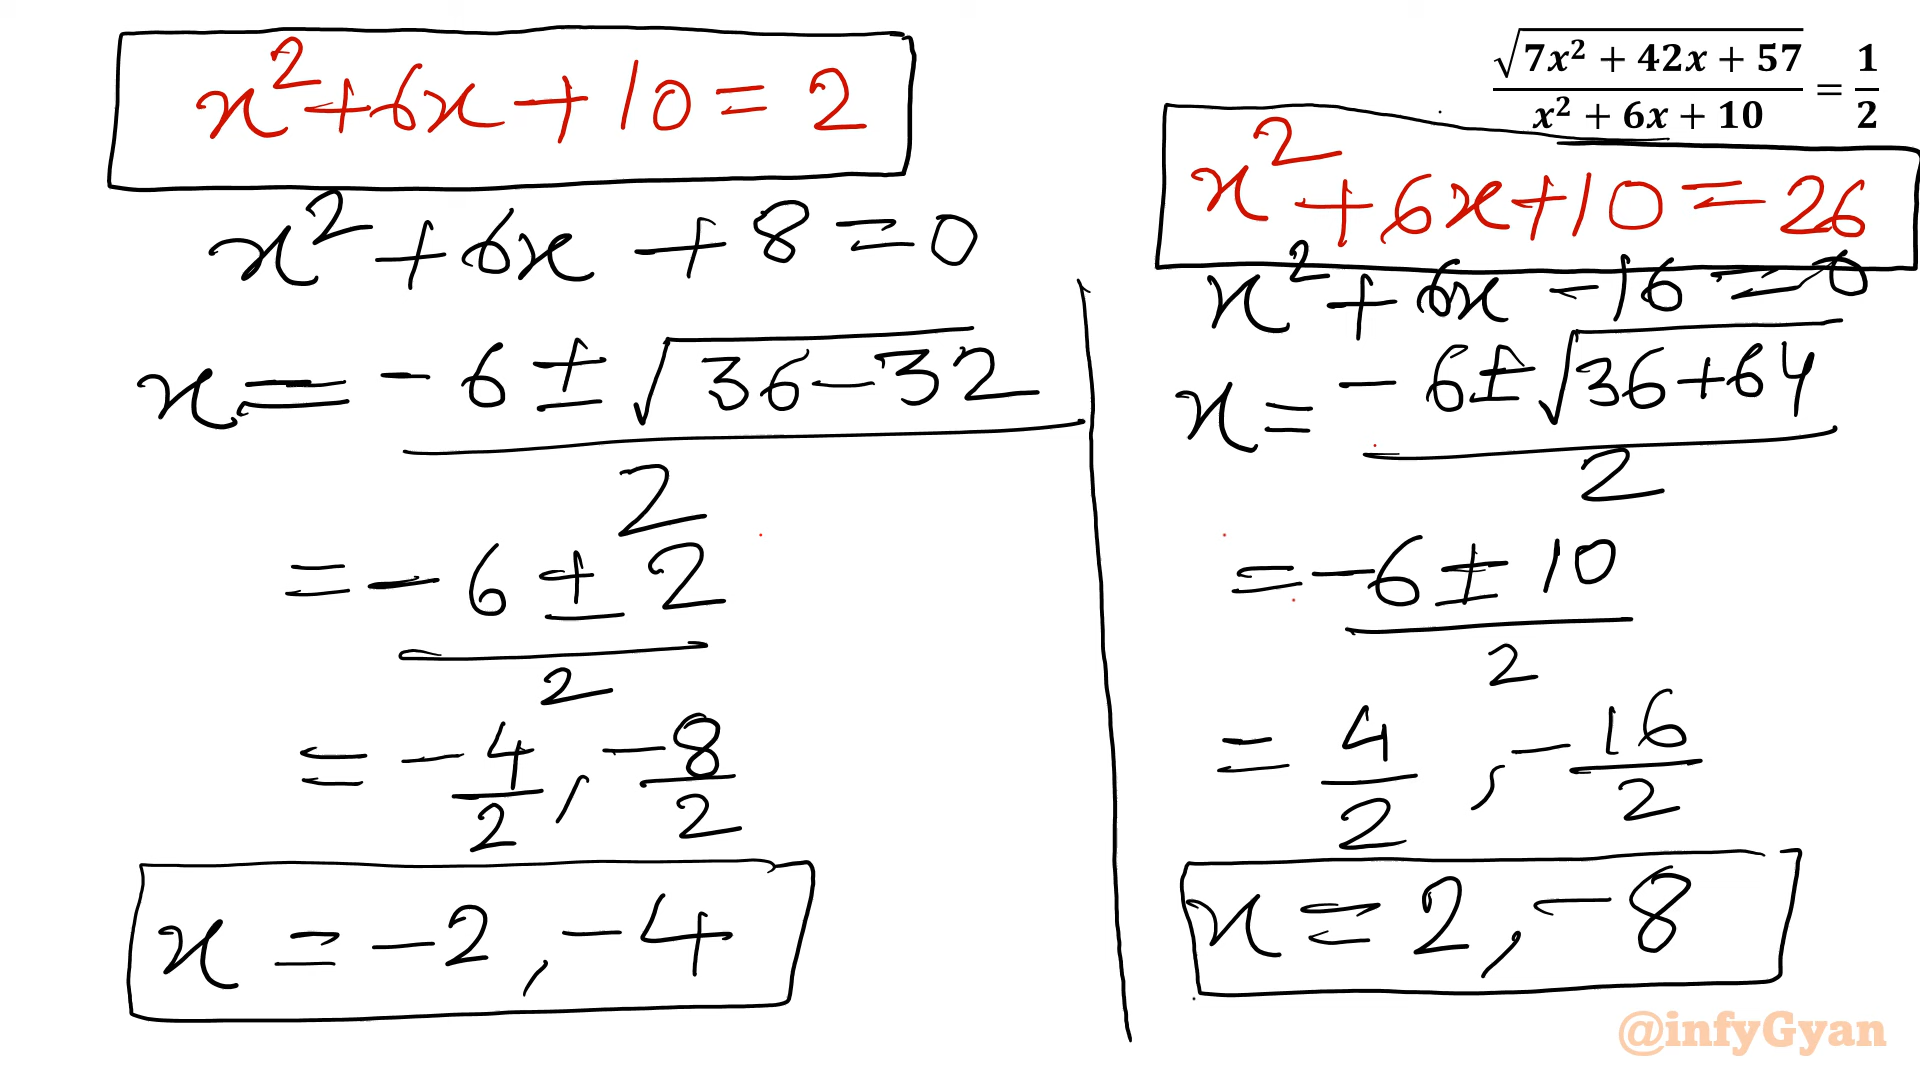 x²+6x+10=2
x²+6x+8=0
x=-6±√36-32
2
=-6±2
2
=-4/2,-8/2
x=-2,-4
√7x² + 42x + 57 / x² + 6x + 10 = 1/2
x²+6x+10=26
x²+6x-16=0
x=-6±√36+64
2
=-6±10
2
=4/2,-16/2
x=2,-8
@infyGyan